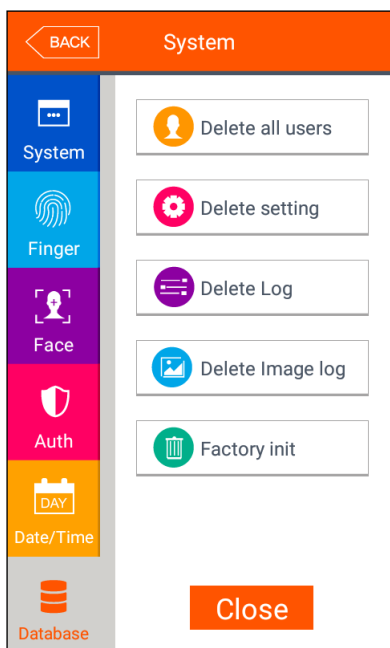 BACK
System
System
Finger
Face
Auth
DAY
Date/Time
Database
Delete all users
Delete setting
Delete Log
Delete Image log
Factory init
Close